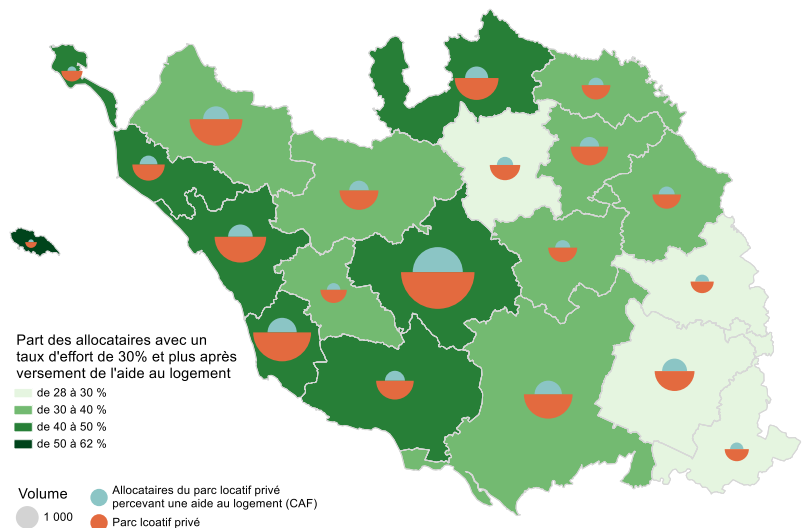 Part des allocataires avec un
taux d'effort de 30% et plus après
versement de l'aide au logement
de 28 à 30 %
de 30 à 40 %
de 40 à 50 %
de 50 à 62 %
Volume
1 000
Allocataires du parc locatif privé
percevant une aide au logement (CAF)
Parc lcoatif privé